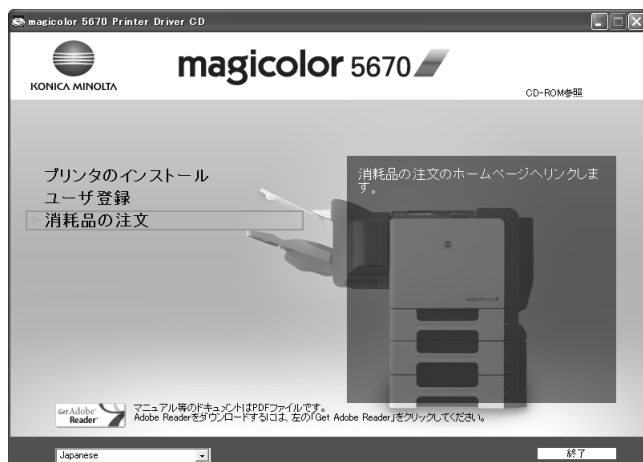 magicolor 5670 Printer Driver CD
KONICA MINOLTA
magicolor 5670
CD-ROM参照
プリンタのインストール
ユーザ登録
消耗品の注文
消耗品の注文のホームページへリンクしま
す。
Get Adobe
Reader
マニュアル等のドキュメントはPDFファイルです。
Adobe Readerをダウンロードするには、左の「Get Adobe Reader」をクリックしてください。
Japanese
終了